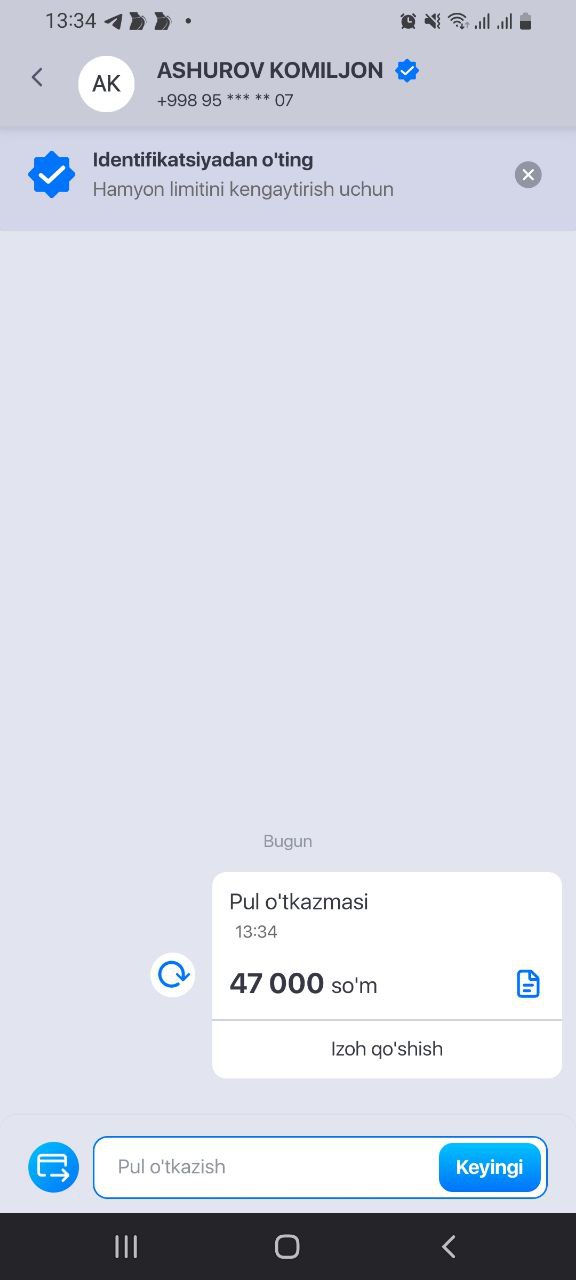 13:34
AK
ASHUROV KOMILJON
+998 95 *** ** 07
Identifikatsiyadan o'ting
Hamyon limitini kengaytirish uchun
Bugun
Pul o'tkazmasi
13:34
47 000 so'm
Izoh qo'shish
Pul o'tkazish
Keyingi